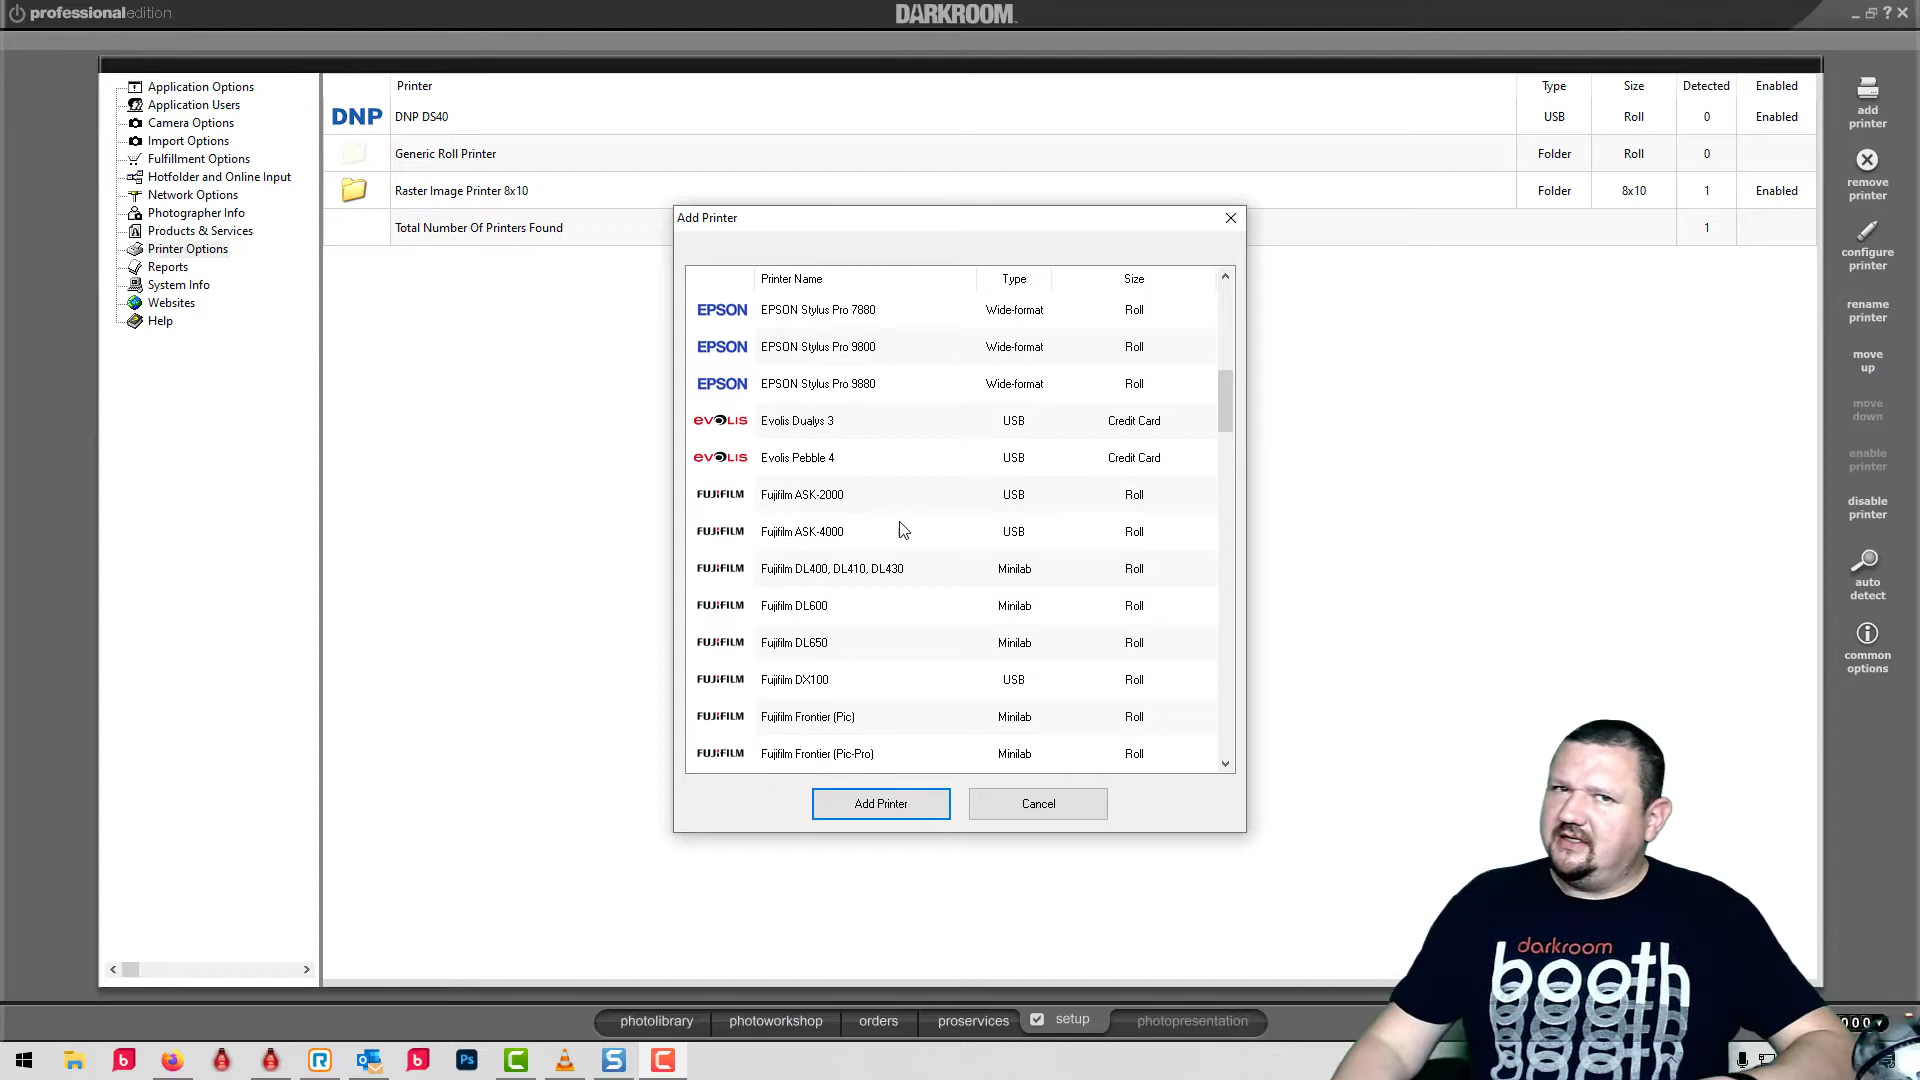 professionaledition
DARKROOM
Application Options
Application Users
Camera Options
Import Options
Fulfillment Options
Hotfolder and Online Input
Network Options
Photographer Info
Products & Services
Printer Options
Reports
System Info
Websites
Help
Printer Type Size Detected Enabled
DNP DNP DS40 USB Roll 0 Enabled
Generic Roll Printer Folder Roll 0
Raster Image Printer 8x10 Folder 8x10 1 Enabled
Total Number Of Printers Found 1
Add Printer
Printer Name Type Size
EPSON EPSON Stylus Pro 7880 Wide-format Roll
EPSON EPSON Stylus Pro 9800 Wide-format Roll
EPSON EPSON Stylus Pro 9880 Wide-format Roll
evolis Evolis Dualys 3 USB Credit Card
evolis Evolis Pebble 4 USB Credit Card
FUJIFILM Fujifilm ASK-2000 USB Roll
FUJIFILM Fujifilm ASK-4000 USB Roll
FUJIFILM Fujifilm DL400, DL410, DL430 Minilab Roll
FUJIFILM Fujifilm DL600 Minilab Roll
FUJIFILM Fujifilm DL650 Minilab Roll
FUJIFILM Fujifilm DX100 USB Roll
FUJIFILM Fujifilm Frontier (Pic) Minilab Roll
FUJIFILM Fujifilm Frontier (Pic-Pro) Minilab Roll
Add Printer Cancel
add
printer
remove
printer
configure
printer
rename
printer
move
up
move
down
enable
printer
disable
printer
auto
detect
common
options
darkroom
booth
photolibrary photoworkshop orders proservices setup photopresentation
Ps